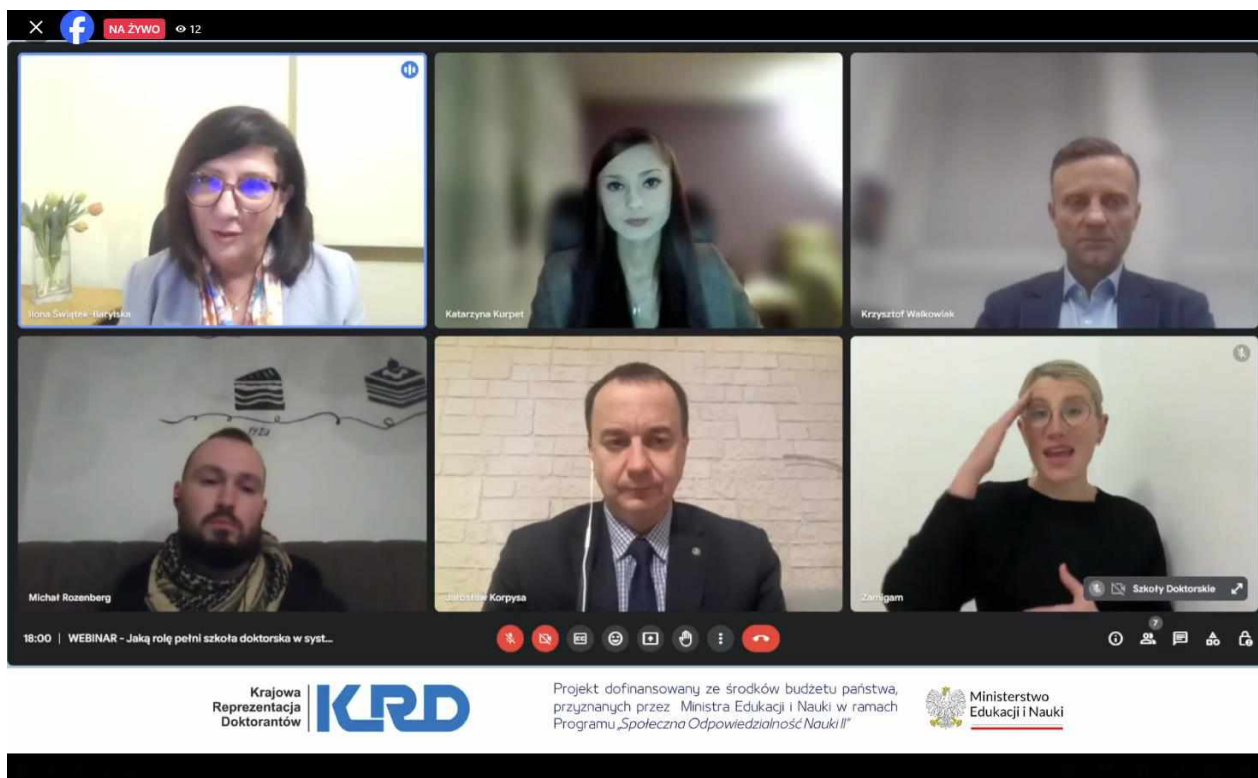 NA ŻYWO 12
Ilona Świątek-Barylska
Katarzyna Kurpet
Krzysztof Walkowiak
1920
Michał Rozenberg
Jarosław Korpysa
Zamigam
Szkoły Doktorskie
18:00 | WEBINAR - Jaką rolę pełni szkoła doktorska w syst...
7
Krajowa
Reprezentacja
Doktorantów
KRD
Projekt dofinansowany ze środków budżetu państwa,
przyznanych przez Ministra Edukacji i Nauki w ramach
Programu „Społeczna Odpowiedzialność Nauki II"
Ministerstwo
Edukacji i Nauki